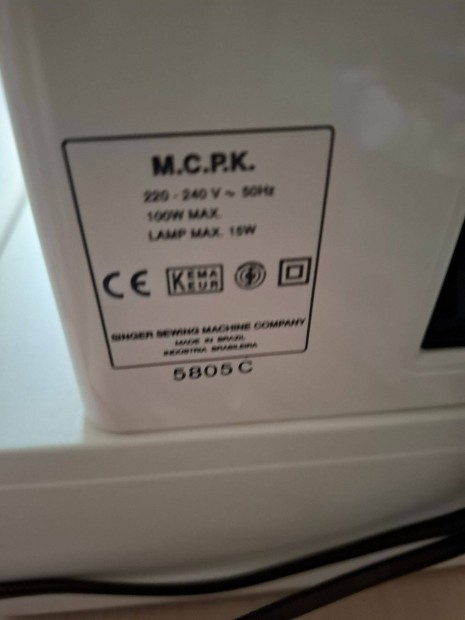 M.C.P.K.
220 - 240 V ~ 50Hz
100W MAX.
LAMP MAX. 15W
CE KEMA KEUR
SINGER SEWING MACHINE COMPANY
MADE IN BRAZIL
INDUSTRIA BRASILEIRA
5805 C